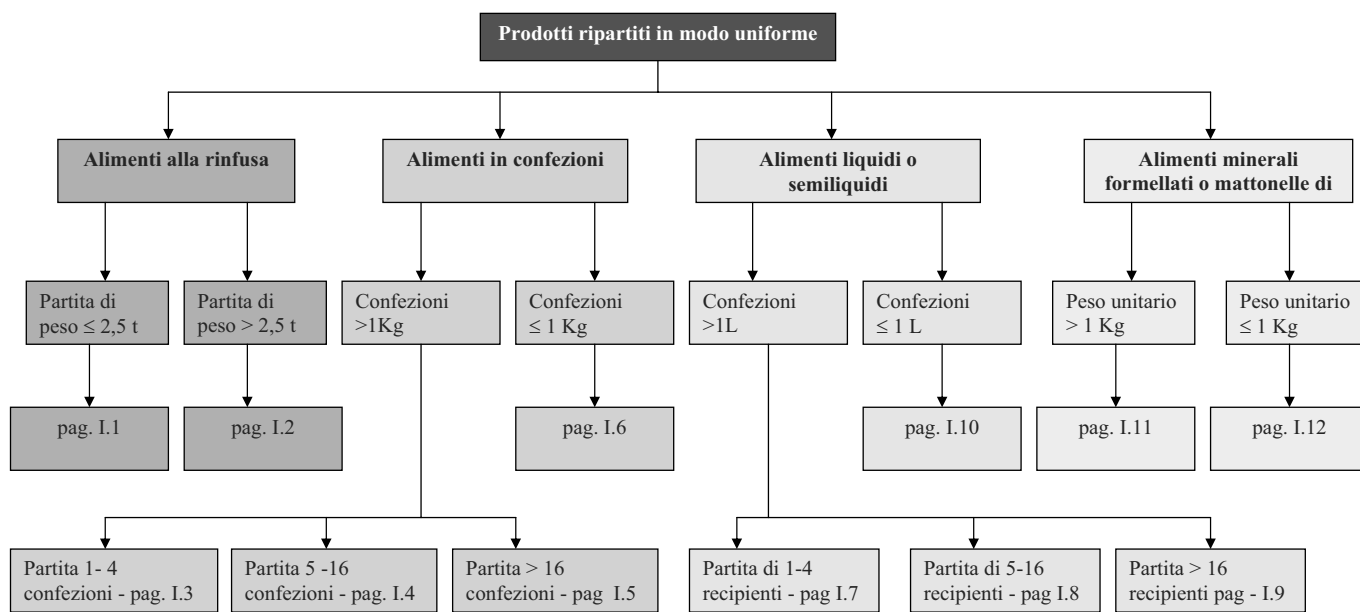 Prodotti ripartiti in modo uniforme
Alimenti alla rinfusa
Alimenti in confezioni
Alimenti liquidi o
semiliquidi
Alimenti minerali
formellati o mattonelle di
Partita di
peso ≤ 2,5 t
Partita di
peso > 2,5 t
Confezioni
>1Kg
Confezioni
≤ 1 Kg
Confezioni
>1L
Confezioni
≤ 1 L
Peso unitario
> 1 Kg
Peso unitario
≤ 1 Kg
pag. I.1
pag. I.2
pag. I.6
pag. I.10
pag. I.11
pag. I.12
Partita 1- 4
confezioni - pag. I.3
Partita 5 -16
confezioni - pag. I.4
Partita > 16
confezioni - pag  I.5
Partita di 1-4
recipienti - pag I.7
Partita di 5-16
recipienti - pag I.8
Partita > 16
recipienti pag - I.9